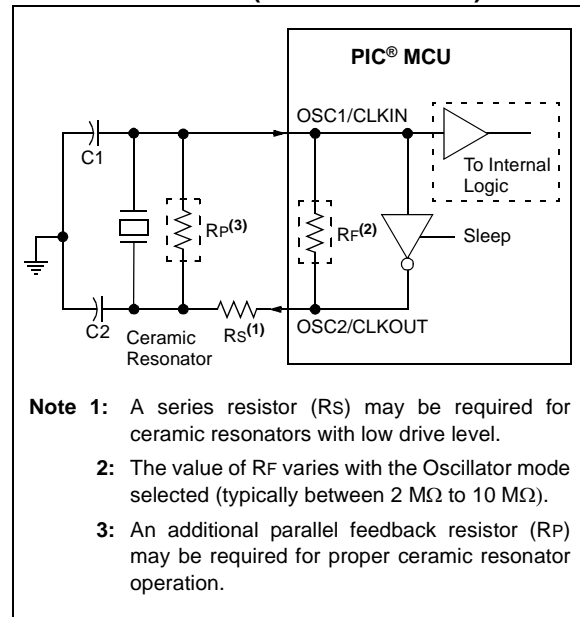 PIC® MCU
OSC1/CLKIN
C1
To Internal
Logic
RP(3)
RF(2)
Sleep
C2
Ceramic
Resonator
RS(1)
OSC2/CLKOUT
Note 1: A series resistor (RS) may be required for
ceramic resonators with low drive level.
2: The value of RF varies with the Oscillator mode
selected (typically between 2 MΩ to 10 MΩ).
3: An additional parallel feedback resistor (RP)
may be required for proper ceramic resonator
operation.